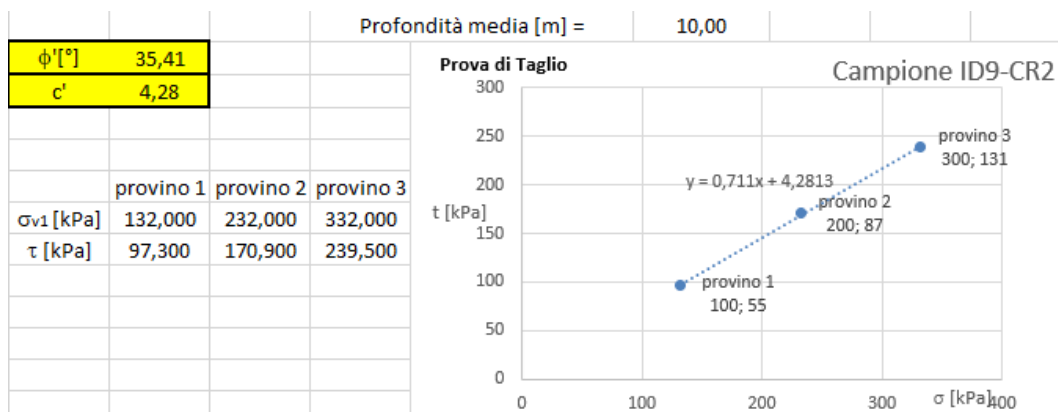 Profondità media [m] = 10,00
ϕ'[°] 35,41
c' 4,28
provino 1 provino 2 provino 3
σv1 [kPa] 132,000 232,000 332,000
τ [kPa] 97,300 170,900 239,500
Prova di Taglio
Campione ID9-CR2
300
250
200
150
100
50
0
t [kPa]
y = 0,711x + 4,2813
provino 3
300; 131
provino 2
200; 87
provino 1
100; 55
0 100 200 300 400
σ [kPa]